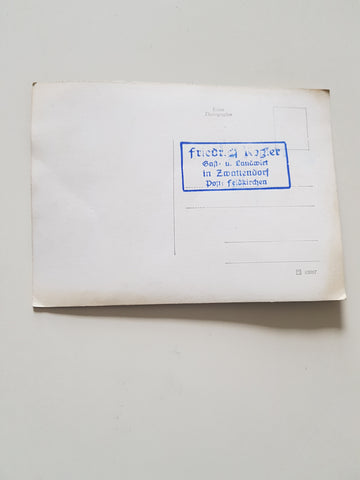 Echte
Photographie
Friedrich Kogler
Gast- u. Landwirt
in Zwattendorf
Post: Feldkirchen